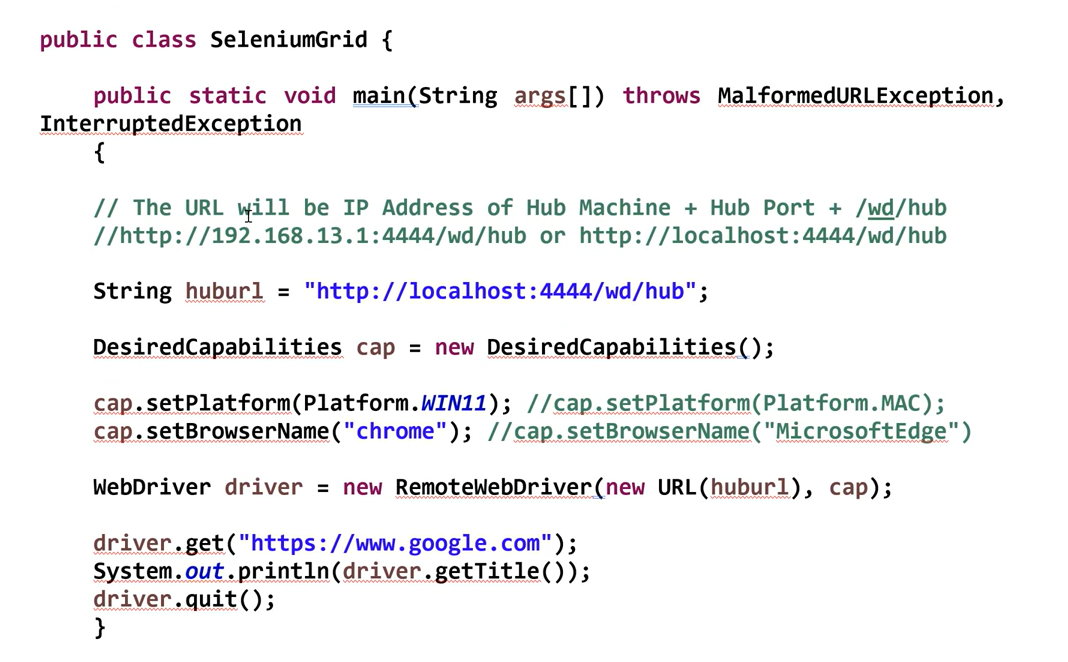 public class SeleniumGrid {
public static void main(String args[]) throws MalformedURLException,
InterruptedException
{
// The URL will be IP Address of Hub Machine + Hub Port + /wd/hub
//http://192.168.13.1:4444/wd/hub or http://localhost:4444/wd/hub
String huburl = "http://localhost:4444/wd/hub";
DesiredCapabilities cap = new DesiredCapabilities();
cap.setPlatform(Platform.WIN11); //cap.setPlatform(Platform.MAC);
cap.setBrowserName("chrome"); //cap.setBrowserName("MicrosoftEdge")
WebDriver driver = new RemoteWebDriver(new URL(huburl), cap);
driver.get("https://www.google.com");
System.out.println(driver.getTitle());
driver.quit();
}